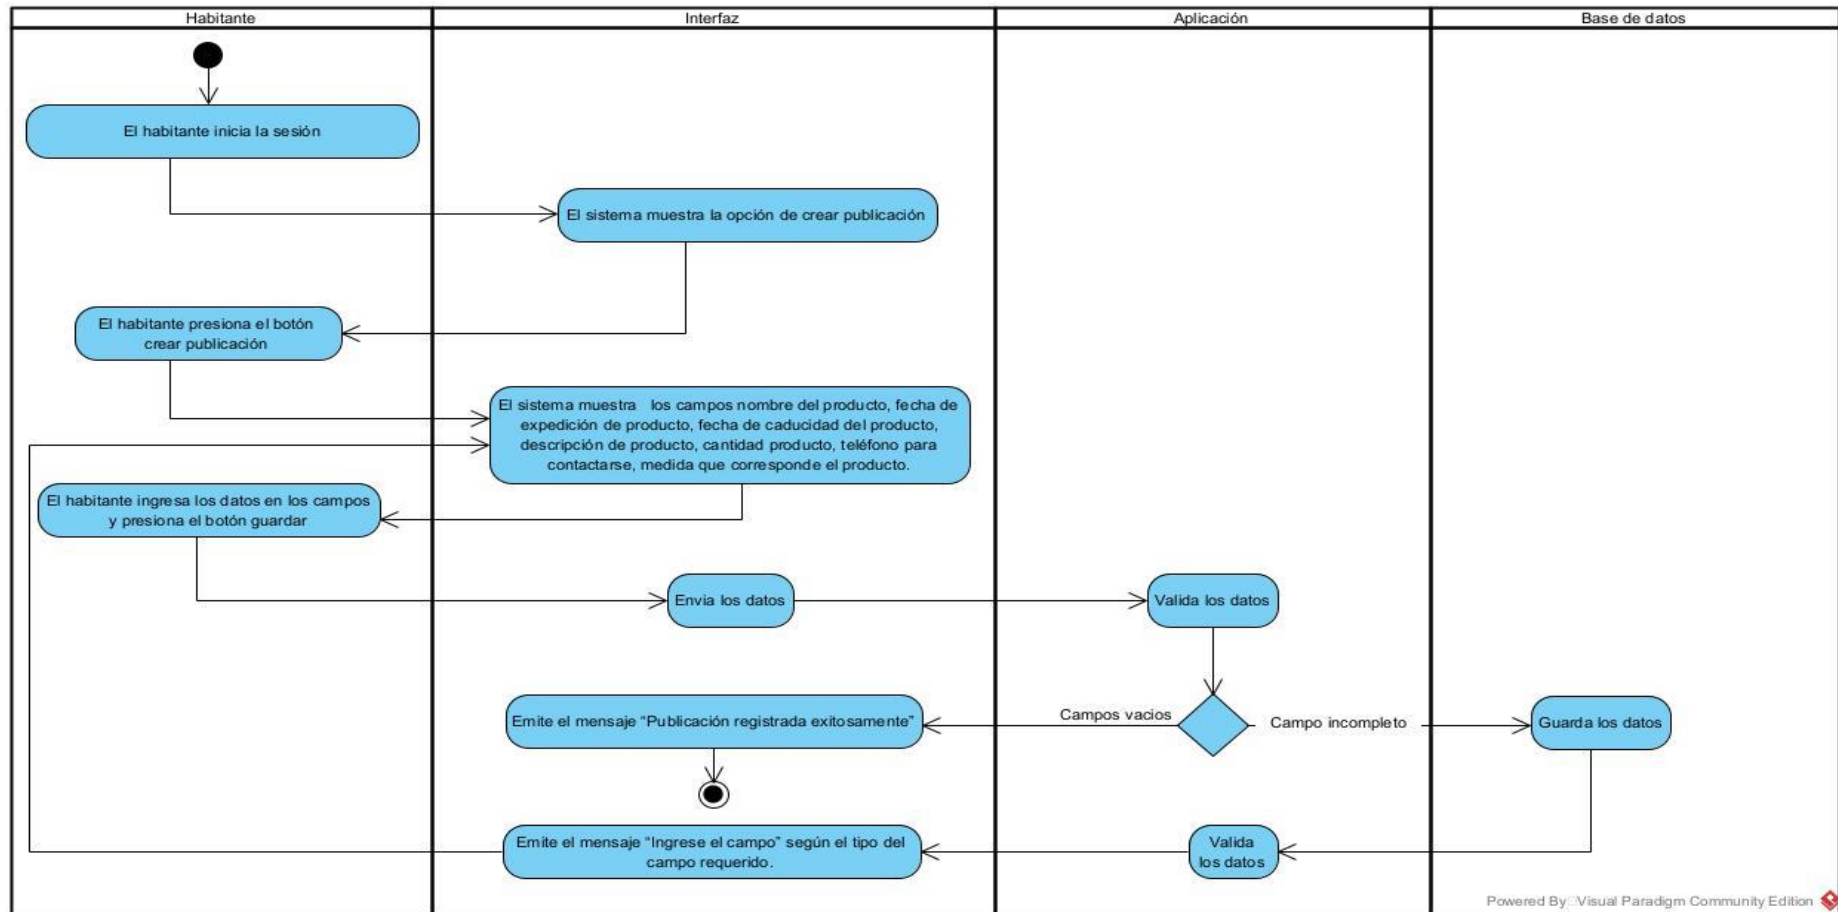 Habitante
Interfaz
Aplicación
Base de datos
El habitante inicia la sesión
El sistema muestra la opción de crear publicación
El habitante presiona el botón
crear publicación
El sistema muestra los campos nombre del producto, fecha de
expedición de producto, fecha de caducidad del producto,
descripción de producto, cantidad producto, teléfono para
contactarse, medida que corresponde el producto.
El habitante ingresa los datos en los campos
y presiona el botón guardar
Envia los datos
Valida los datos
Campos vacios
Campo incompleto
Emite el mensaje “Publicación registrada exitosamente”
Guarda los datos
Emite el mensaje “Ingrese el campo” según el tipo del
campo requerido.
Valida
los datos
Powered By Visual Paradigm Community Edition